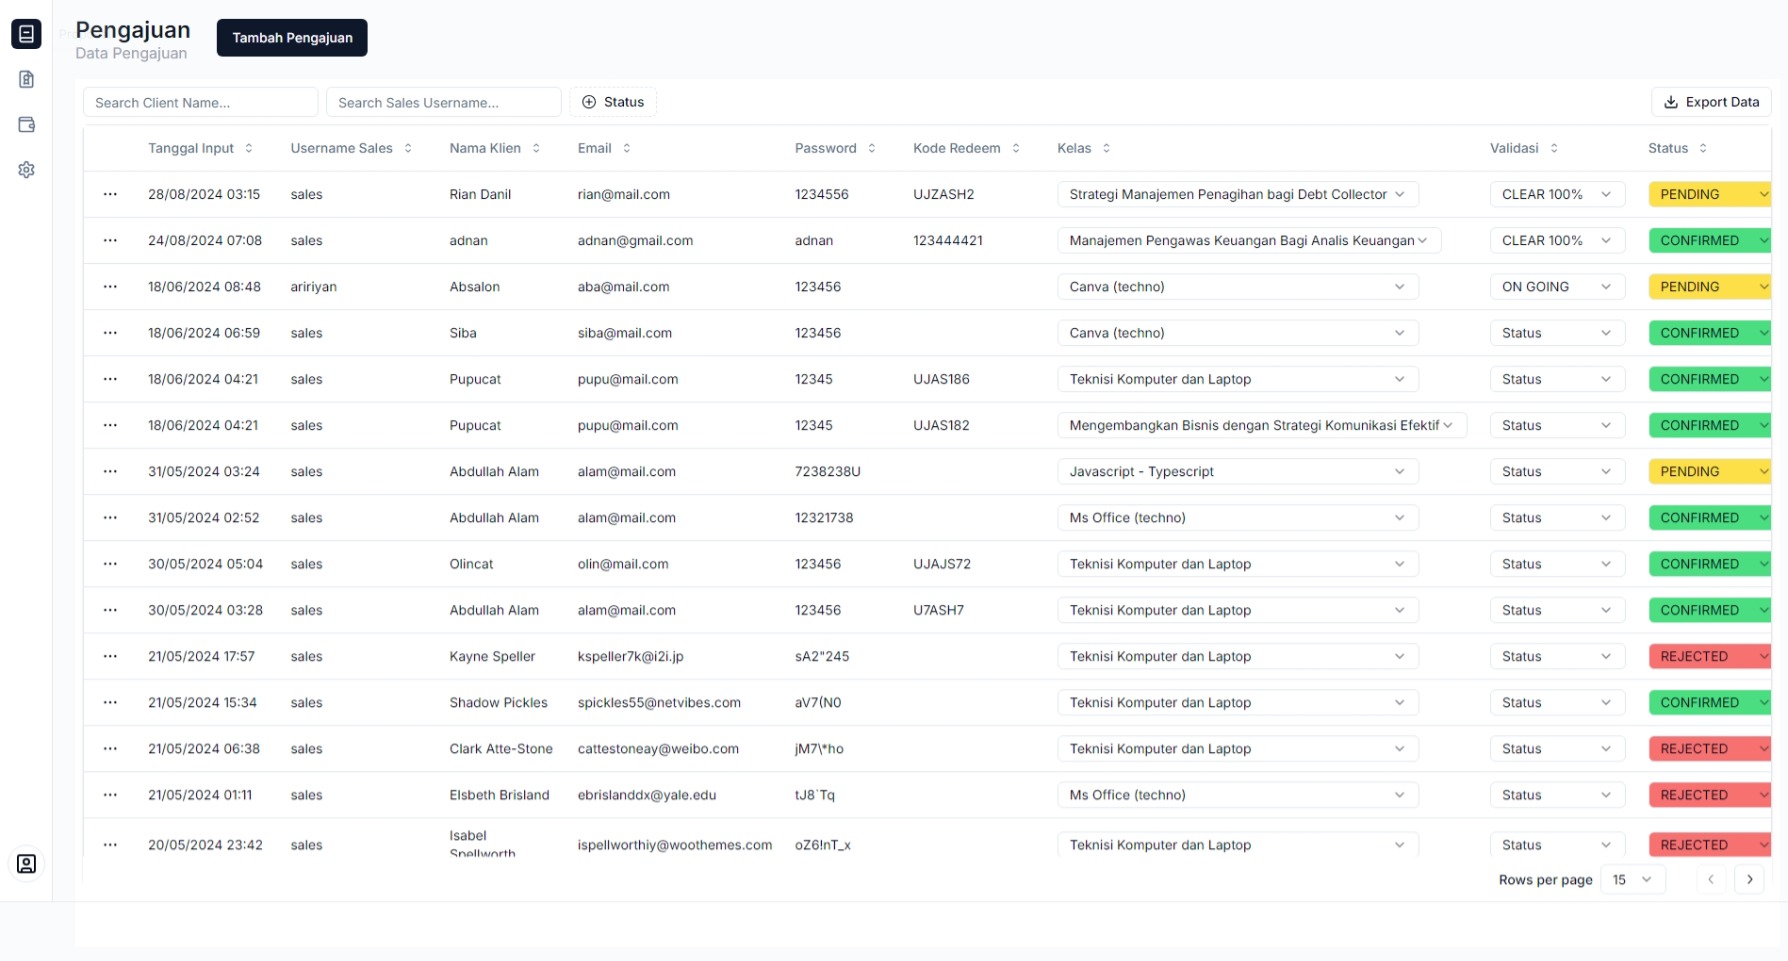 Pengajuan
Data Pengajuan
Tambah Pengajuan
Search Client Name...
Search Sales Username...
Status
Export Data
Tanggal Input Username Sales Nama Klien Email Password Kode Redeem Kelas Validasi Status
28/08/2024 03:15 sales Rian Danil rian@mail.com 1234556 UJZASH2 Strategi Manajemen Penagihan bagi Debt Collector CLEAR 100% PENDING
24/08/2024 07:08 sales adnan adnan@gmail.com adnan 123444421 Manajemen Pengawas Keuangan Bagi Analis Keuangan CLEAR 100% CONFIRMED
18/06/2024 08:48 aririyan Absalon aba@mail.com 123456 Canva (techno) ON GOING PENDING
18/06/2024 06:59 sales Siba siba@mail.com 123456 Canva (techno) Status CONFIRMED
18/06/2024 04:21 sales Pupucat pupu@mail.com 12345 UJAS186 Teknisi Komputer dan Laptop Status CONFIRMED
18/06/2024 04:21 sales Pupucat pupu@mail.com 12345 UJAS182 Mengembangkan Bisnis dengan Strategi Komunikasi Efektif Status CONFIRMED
31/05/2024 03:24 sales Abdullah Alam alam@mail.com 7238238U Javascript - Typescript Status PENDING
31/05/2024 02:52 sales Abdullah Alam alam@mail.com 12321738 Ms Office (techno) Status CONFIRMED
30/05/2024 05:04 sales Olincat olin@mail.com 123456 UJAJS72 Teknisi Komputer dan Laptop Status CONFIRMED
30/05/2024 03:28 sales Abdullah Alam alam@mail.com 123456 U7ASH7 Teknisi Komputer dan Laptop Status CONFIRMED
21/05/2024 17:57 sales Kayne Speller kspeller7k@i2i.jp sA2"245 Teknisi Komputer dan Laptop Status REJECTED
21/05/2024 15:34 sales Shadow Pickles spickles55@netvibes.com aV7(N0 Teknisi Komputer dan Laptop Status CONFIRMED
21/05/2024 06:38 sales Clark Atte-Stone cattestoneay@weibo.com jM7\*ho Teknisi Komputer dan Laptop Status REJECTED
21/05/2024 01:11 sales Elsbeth Brisland ebrislanddx@yale.edu tJ8`Tq Ms Office (techno) Status REJECTED
20/05/2024 23:42 sales Isabel Spellworth ispellworthiy@woothemes.com oZ6!nT_x Teknisi Komputer dan Laptop Status REJECTED
Rows per page 15